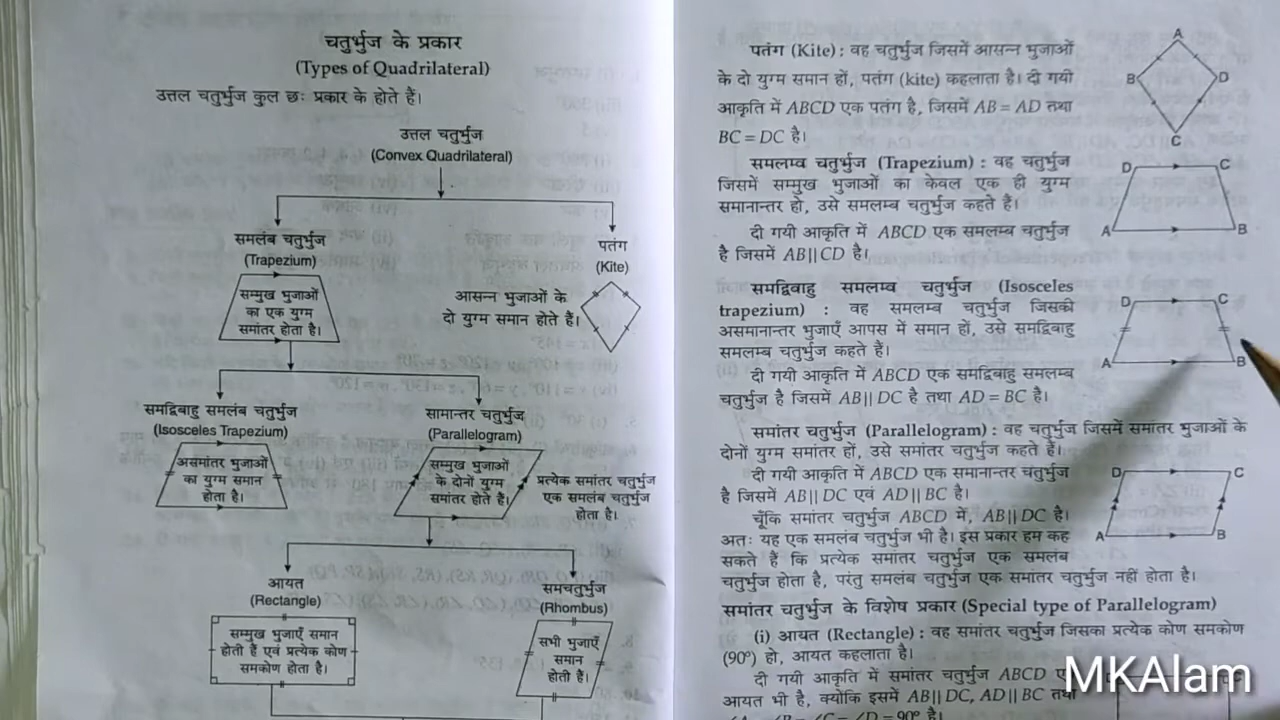 चतुर्भुज के प्रकार
(Types of Quadrilateral)
उत्तल चतुर्भुज कुल छः प्रकार के होते हैं।
उत्तल चतुर्भुज
(Convex Quadrilateral)
समलंब चतुर्भुज
(Trapezium)
सम्मुख भुजाओं
का एक युग्म
समांतर होता है।
पतंग
(Kite)
आसन्न भुजाओं के
दो युग्म समान होते हैं।
समद्विबाहु समलंब चतुर्भुज
(Isosceles Trapezium)
असमांतर भुजाओं
का युग्म समान
होता है।
सामान्तर चतुर्भुज
(Parallelogram)
सम्मुख भुजाओं
के दोनों युग्म
समांतर होते हैं।
प्रत्येक समांतर चतुर्भुज
एक समलंब चतुर्भुज
होता है।
आयत
(Rectangle)
सम्मुख भुजाएँ समान
होती हैं एवं प्रत्येक कोण
समकोण होता है।
समचतुर्भुज
(Rhombus)
सभी भुजाएँ
समान
होती हैं।
पतंग (Kite) : वह चतुर्भुज जिसमें आसन्न भुजाओं
के दो युग्म समान हों, पतंग (kite) कहलाता है। दी गयी
आकृति में ABCD एक पतंग है, जिसमें AB = AD तथा
BC = DC है।
A
B
D
C
समलम्ब चतुर्भुज (Trapezium) : वह चतुर्भुज
जिसमें सम्मुख भुजाओं का केवल एक ही युग्म
समानान्तर हो, उसे समलम्ब चतुर्भुज कहते हैं।
दी गयी आकृति में ABCD एक समलम्ब चतुर्भुज
है जिसमें AB||CD है।
D C
A B
समद्विबाहु समलम्ब चतुर्भुज (Isosceles
trapezium) : वह समलम्ब चतुर्भुज जिसकी
असमानान्तर भुजाएँ आपस में समान हों, उसे समद्विबाहु
समलम्ब चतुर्भुज कहते हैं।
दी गयी आकृति में ABCD एक समद्विबाहु समलम्ब
चतुर्भुज है जिसमें AB||DC है तथा AD = BC है।
D C
A B
समांतर चतुर्भुज (Parallelogram) : वह चतुर्भुज जिसमें समांतर भुजाओं के
दोनों युग्म समांतर हों, उसे समांतर चतुर्भुज कहते हैं।
दी गयी आकृति में ABCD एक समानान्तर चतुर्भुज
है जिसमें AB||DC एवं AD||BC है।
चूँकि समांतर चतुर्भुज ABCD में, AB||DC है।
अतः यह एक समलंब चतुर्भुज भी है। इस प्रकार हम कह
सकते हैं कि प्रत्येक समांतर चतुर्भुज एक समलंब
चतुर्भुज होता है, परंतु समलंब चतुर्भुज एक समांतर चतुर्भुज नहीं होता है।
D C
A B
समांतर चतुर्भुज के विशेष प्रकार (Special type of Parallelogram)
(i) आयत (Rectangle) : वह समांतर चतुर्भुज जिसका प्रत्येक कोण समकोण
(90°) हो, आयत कहलाता है।
दी गयी आकृति में समांतर चतुर्भुज ABCD एक
आयत भी है, क्योंकि इसमें AB||DC, AD||BC तथा
∠A = ∠B = ∠C = ∠D = 90° है।
MKAlam